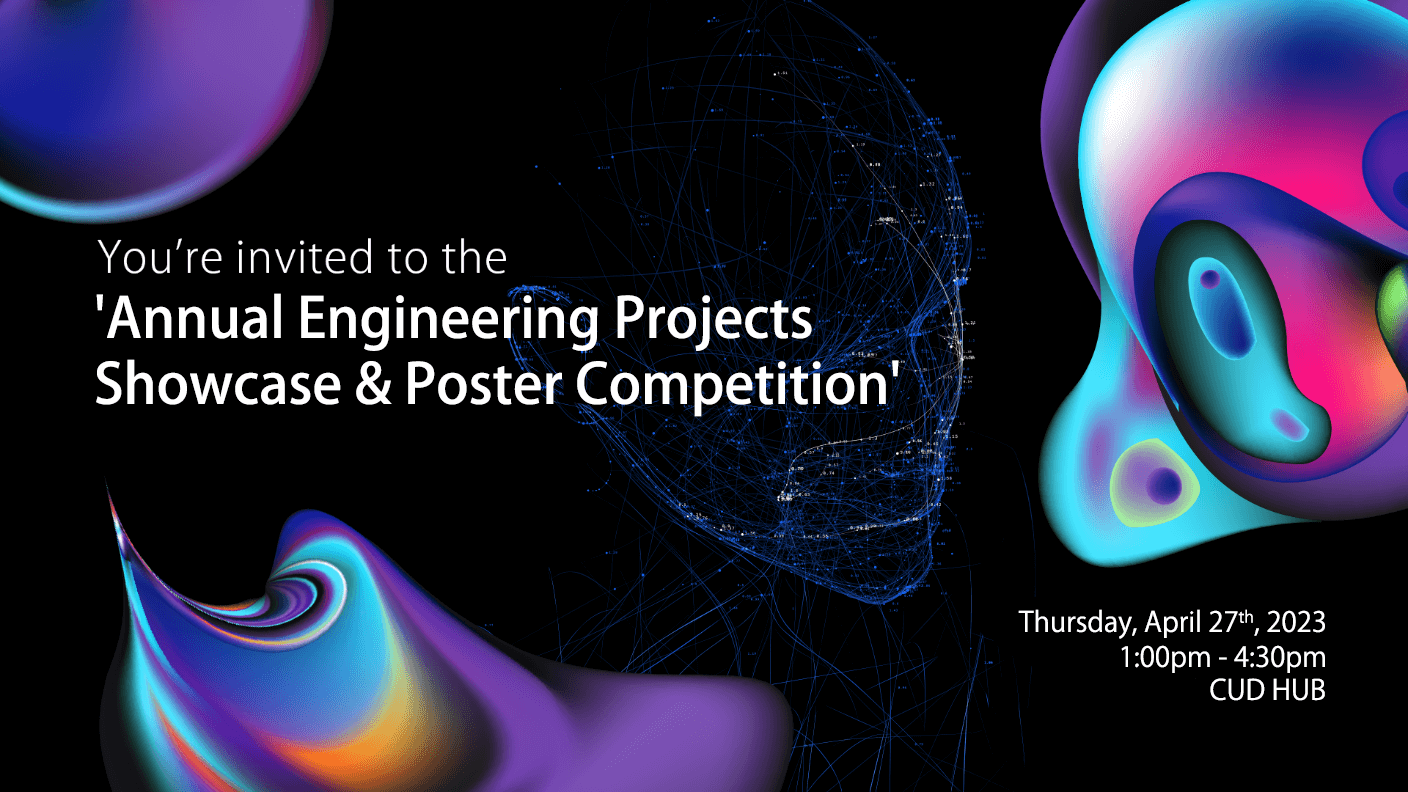 You’re invited to the
'Annual Engineering Projects
Showcase & Poster Competition'
Thursday, April 27th, 2023
1:00pm - 4:30pm
CUD HUB